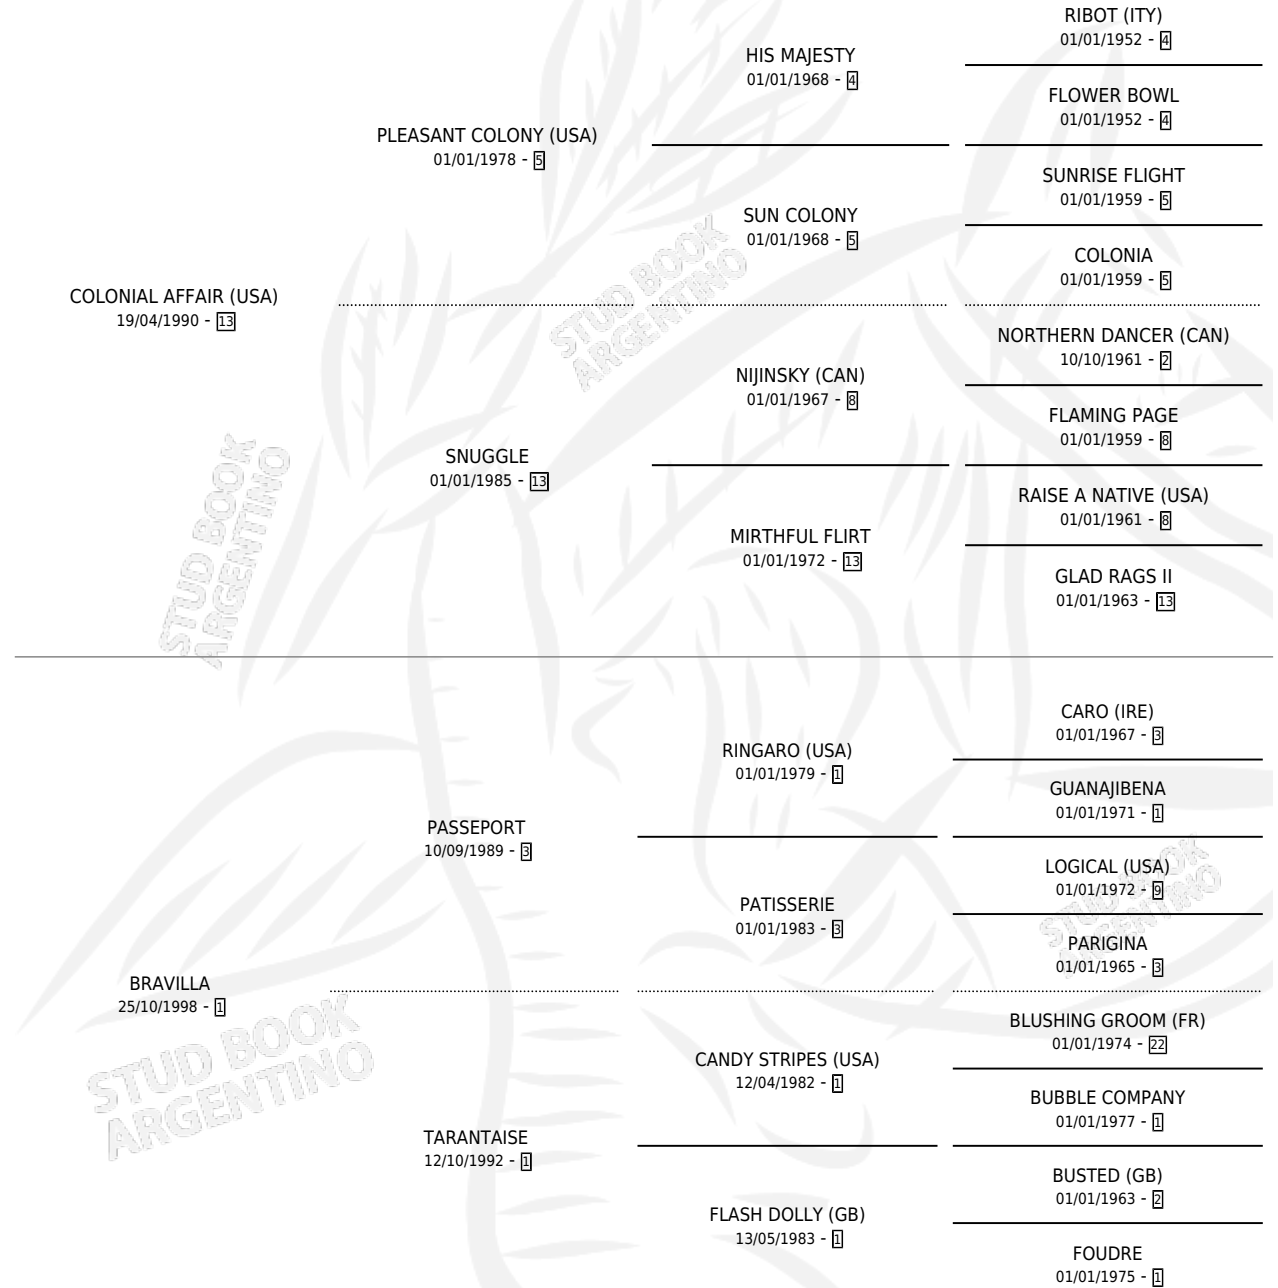 RIBOT (ITY)
01/01/1952 - 4
HIS MAJESTY
01/01/1968 - 4
FLOWER BOWL
01/01/1952 - 4
PLEASANT COLONY (USA)
01/01/1978 - 5
SUNRISE FLIGHT
01/01/1959 - 5
SUN COLONY
01/01/1968 - 5
COLONIA
01/01/1959 - 5
COLONIAL AFFAIR (USA)
19/04/1990 - 13
NORTHERN DANCER (CAN)
10/10/1961 - 2
NIJINSKY (CAN)
01/01/1967 - 8
FLAMING PAGE
01/01/1959 - 8
SNUGGLE
01/01/1985 - 13
RAISE A NATIVE (USA)
01/01/1961 - 8
MIRTHFUL FLIRT
01/01/1972 - 13
GLAD RAGS II
01/01/1963 - 13
CARO (IRE)
01/01/1967 - 3
RINGARO (USA)
01/01/1979 - 1
GUANAJIBENA
01/01/1971 - 1
PASSEPORT
10/09/1989 - 3
LOGICAL (USA)
01/01/1972 - 9
PATISSERIE
01/01/1983 - 3
PARIGINA
01/01/1965 - 3
BRAVILLA
25/10/1998 - 1
BLUSHING GROOM (FR)
01/01/1974 - 22
CANDY STRIPES (USA)
12/04/1982 - 1
BUBBLE COMPANY
01/01/1977 - 1
TARANTAISE
12/10/1992 - 1
BUSTED (GB)
01/01/1963 - 2
FLASH DOLLY (GB)
13/05/1983 - 1
FOUDRE
01/01/1975 - 1
STUD BOOK
ARGENTINO
STUD BOOK
ARGENTINO
STUD BOOK
ARGENTINO
STUD BOOK
ARGENTINO